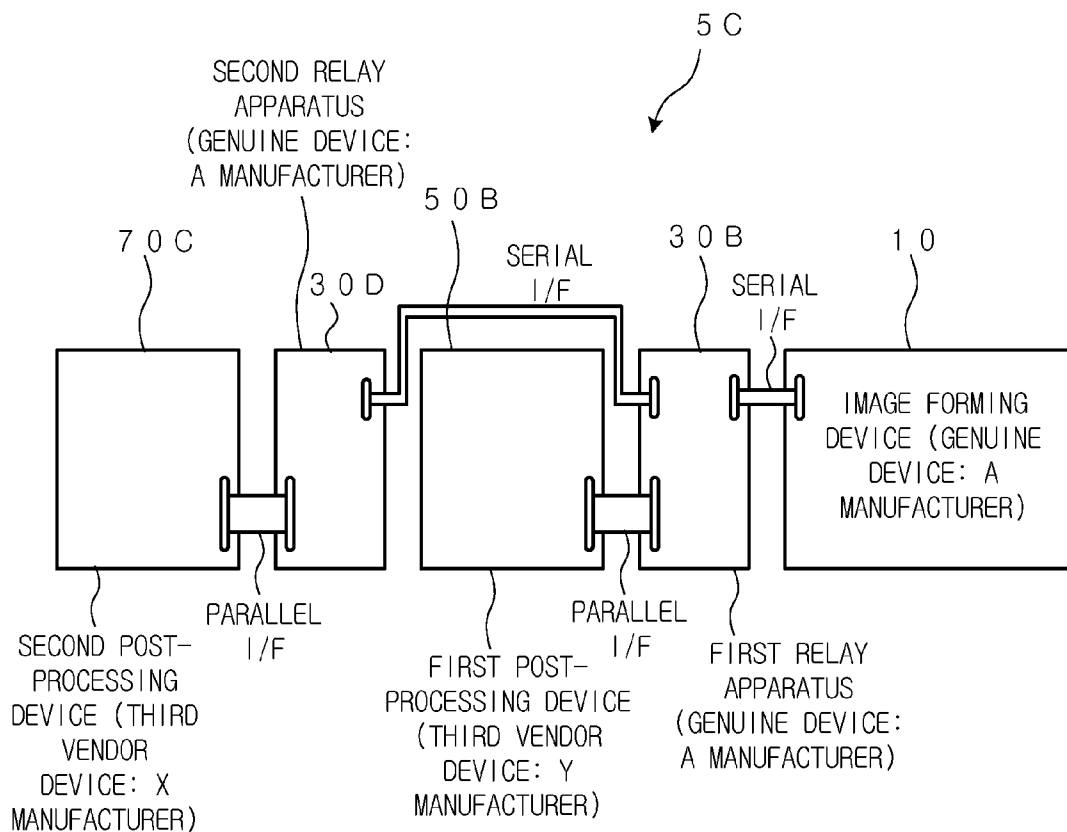 5C
SECOND RELAY
APPARATUS
(GENUINE DEVICE:
A MANUFACTURER)
70C
30D
50B
SERIAL
I/F
30B
SERIAL
I/F
10
IMAGE FORMING
DEVICE (GENUINE
DEVICE: A
MANUFACTURER)
PARALLEL
I/F
PARALLEL
I/F
SECOND POST-
PROCESSING
DEVICE (THIRD
VENDOR
DEVICE: X
MANUFACTURER)
FIRST POST-
PROCESSING DEVICE
(THIRD VENDOR
DEVICE: Y
MANUFACTURER)
FIRST RELAY
APPARATUS
(GENUINE DEVICE:
A MANUFACTURER)